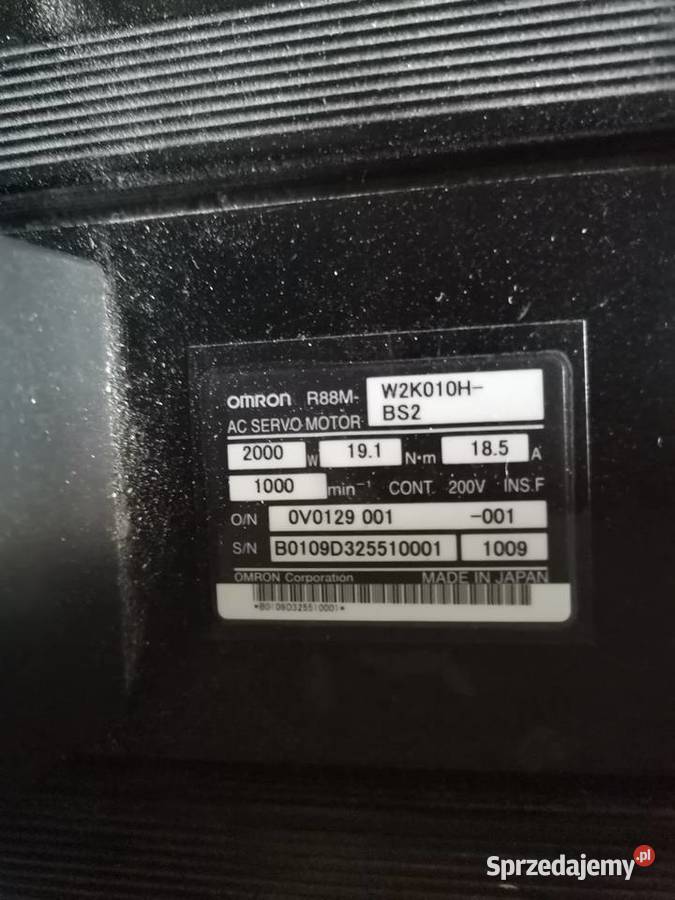 OMRON R88M- W2K010H-
BS2
AC SERVO MOTOR
2000 W 19.1 N·m 18.5 A
1000 min⁻¹ CONT. 200V INS.F
O/N 0V0129 001 -001
S/N B0109D325510001 1009
OMRON Corporation MADE IN JAPAN
*B0109D325510001*
Sprzedajemy.pl